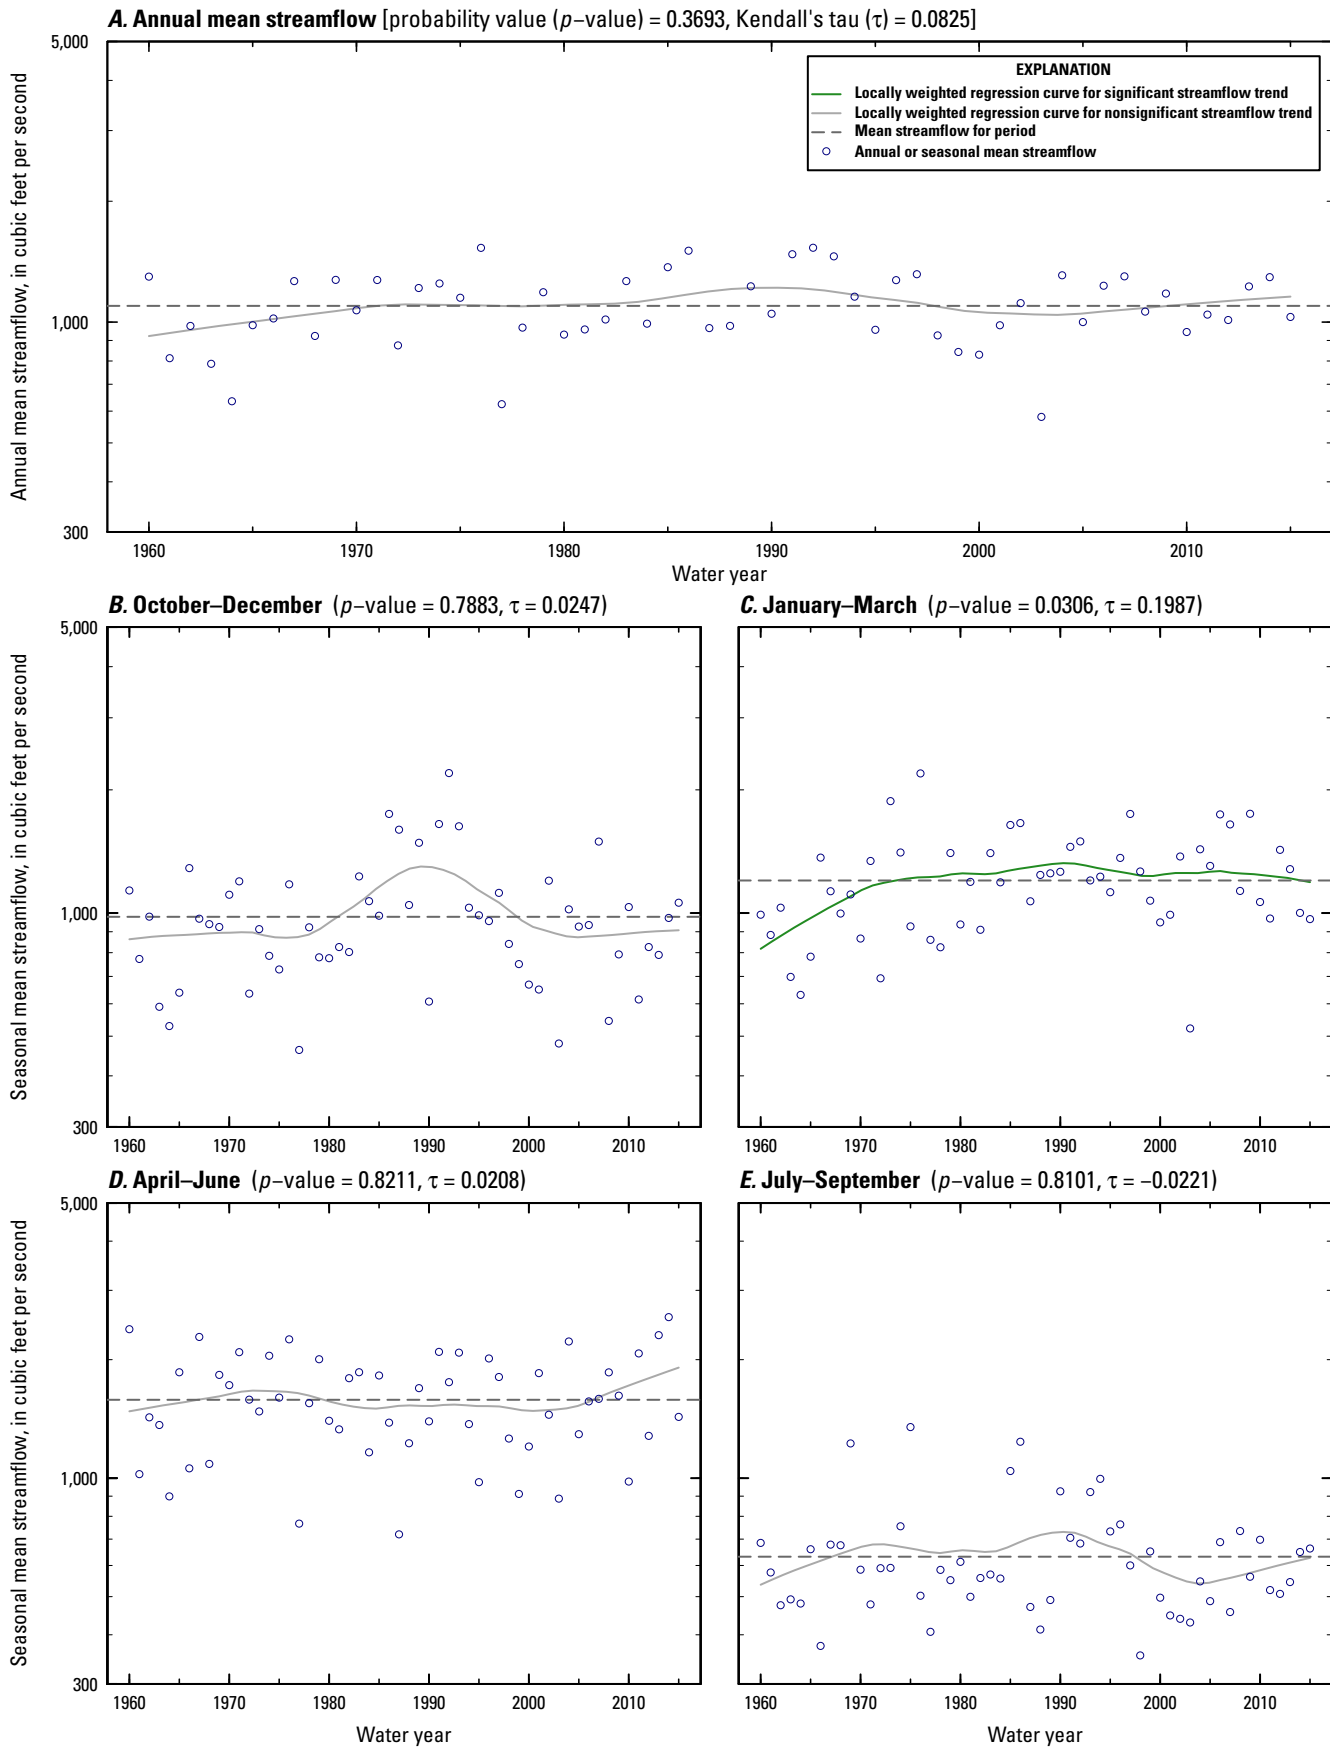 A. Annual mean streamflow [probability value (p−value) = 0.3693, Kendall's tau (τ) = 0.0825]
5,000
1,000
300
Annual mean streamflow, in cubic feet per second
EXPLANATION
Locally weighted regression curve for significant streamflow trend
Locally weighted regression curve for nonsignificant streamflow trend
Mean streamflow for period
Annual or seasonal mean streamflow
1960 1970 1980 1990 2000 2010
Water year
B. October–December (p−value = 0.7883, τ = 0.0247)
5,000
1,000
300
Seasonal mean streamflow, in cubic feet per second
1960 1970 1980 1990 2000 2010
C. January–March (p−value = 0.0306, τ = 0.1987)
1960 1970 1980 1990 2000 2010
D. April–June (p−value = 0.8211, τ = 0.0208)
5,000
1,000
300
Seasonal mean streamflow, in cubic feet per second
1960 1970 1980 1990 2000 2010
Water year
E. July–September (p−value = 0.8101, τ = −0.0221)
1960 1970 1980 1990 2000 2010
Water year